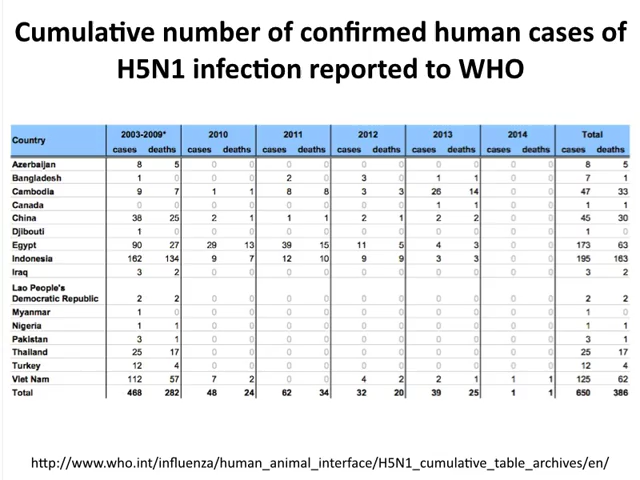 Cumulative number of confirmed human cases of
H5N1 infection reported to WHO
Country 2003-2009* 2010 2011 2012 2013 2014 Total
cases deaths cases deaths cases deaths cases deaths cases deaths cases deaths cases deaths
Azerbaijan 8 5 0 0 0 0 0 0 0 0 0 0 8 5
Bangladesh 1 0 0 0 2 0 3 0 1 1 0 0 7 1
Cambodia 9 7 1 1 8 8 3 3 26 14 0 0 47 33
Canada 0 0 0 0 0 0 0 0 1 1 0 0 1 1
China 38 25 2 1 1 1 2 1 2 2 0 0 45 30
Djibouti 1 0 0 0 0 0 0 0 0 0 0 0 1 0
Egypt 90 27 29 13 39 15 11 5 4 3 0 0 173 63
Indonesia 162 134 9 7 12 10 9 9 3 3 0 0 195 163
Iraq 3 2 0 0 0 0 0 0 0 0 0 0 3 2
Lao People's
Democratic Republic 2 2 0 0 0 0 0 0 0 0 0 0 2 2
Myanmar 1 0 0 0 0 0 0 0 0 0 0 0 1 0
Nigeria 1 1 0 0 0 0 0 0 0 0 0 0 1 1
Pakistan 3 1 0 0 0 0 0 0 0 0 0 0 3 1
Thailand 25 17 0 0 0 0 0 0 0 0 0 0 25 17
Turkey 12 4 0 0 0 0 0 0 0 0 0 0 12 4
Viet Nam 112 57 7 2 0 0 4 2 2 1 1 1 125 62
Total 468 282 48 24 62 34 32 20 39 25 1 1 650 386
http://www.who.int/influenza/human_animal_interface/H5N1_cumulative_table_archives/en/